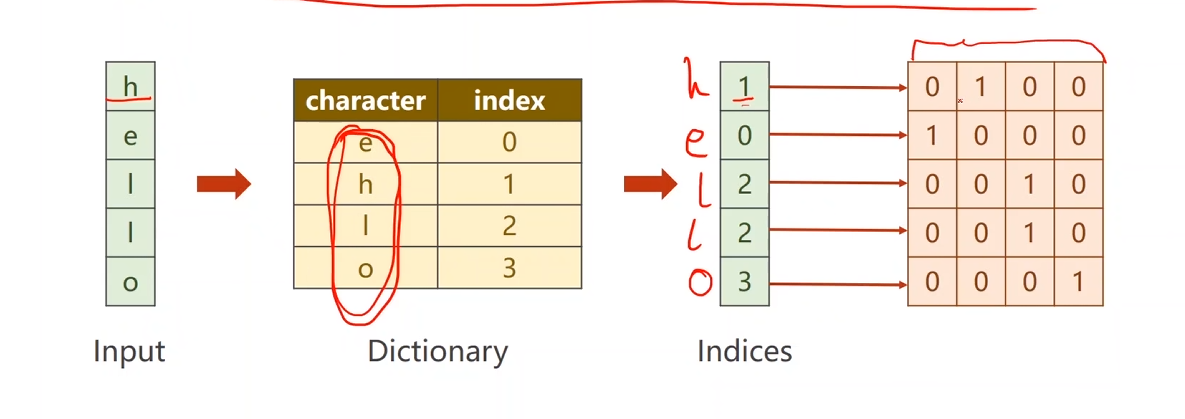 h
e
l
l
o
Input
character index
e 0
h 1
l 2
o 3
Dictionary
h 1
e 0
l 2
l 2
o 3
Indices
0 1 0 0
1 0 0 0
0 0 1 0
0 0 1 0
0 0 0 1